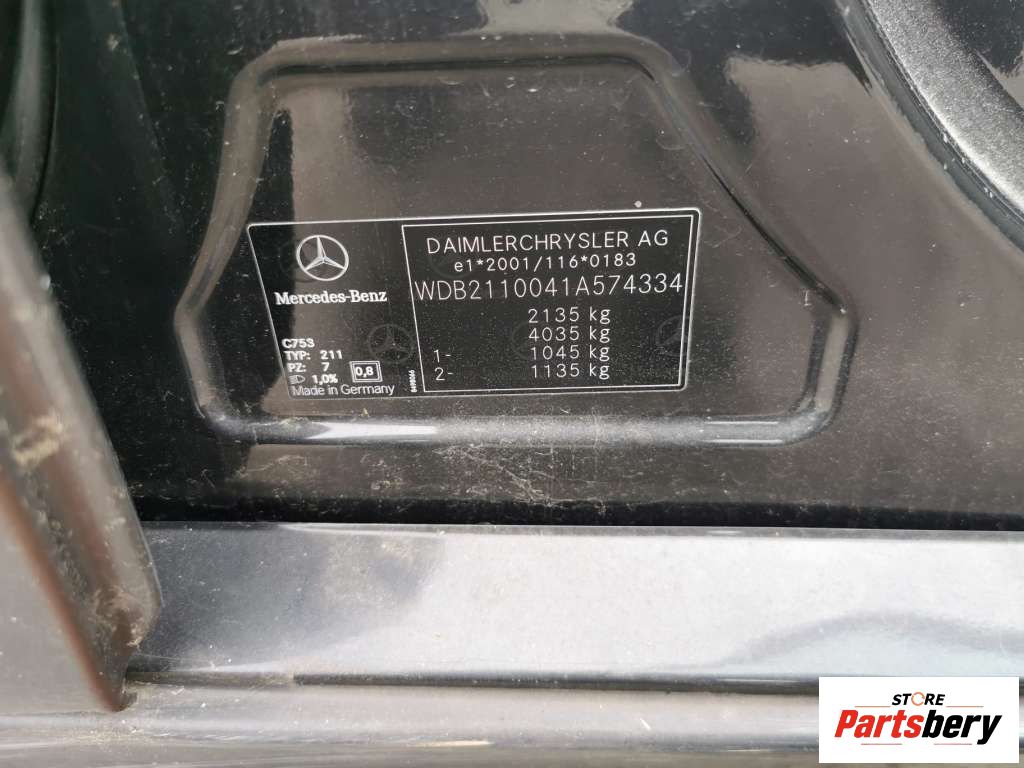 Mercedes-Benz
C753
TYP: 211
PZ: 7
1,0%
0,8
Made in Germany
DAIMLERCHRYSLER AG
e1*2001/116*0183
WDB2110041A574334
2135 kg
4035 kg
1- 1045 kg
2- 1135 kg
STORE
Partsbery